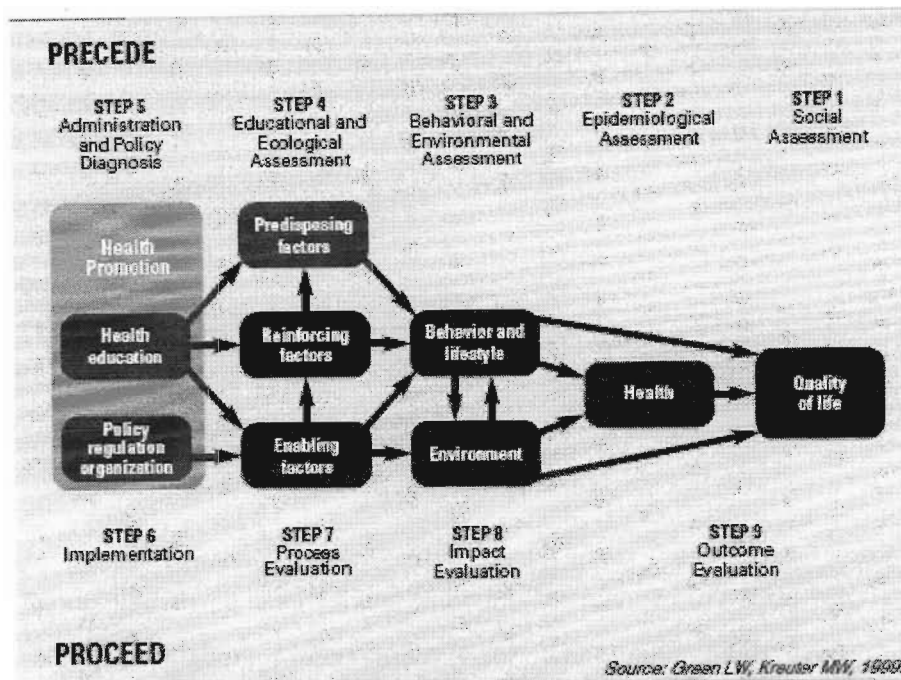 PRECEDE
STEP 5
Administration
and Policy
Diagnosis
STEP 4
Educational and
Ecological
Assessment
STEP 3
Behavioral and
Environmental
Assessment
STEP 2
Epidemiological
Assessment
STEP 1
Social
Assessment
Health
Promotion
Predisposing
factors
Health
education
Reinforcing
factors
Behavior and
lifestyle
Health
Quality
of life
Policy
regulation
organization
Enabling
factors
Environment
STEP 6
Implementation
STEP 7
Process
Evaluation
STEP 8
Impact
Evaluation
STEP 9
Outcome
Evaluation
PROCEED
Source: Green LW, Kreuter MW, 1999.